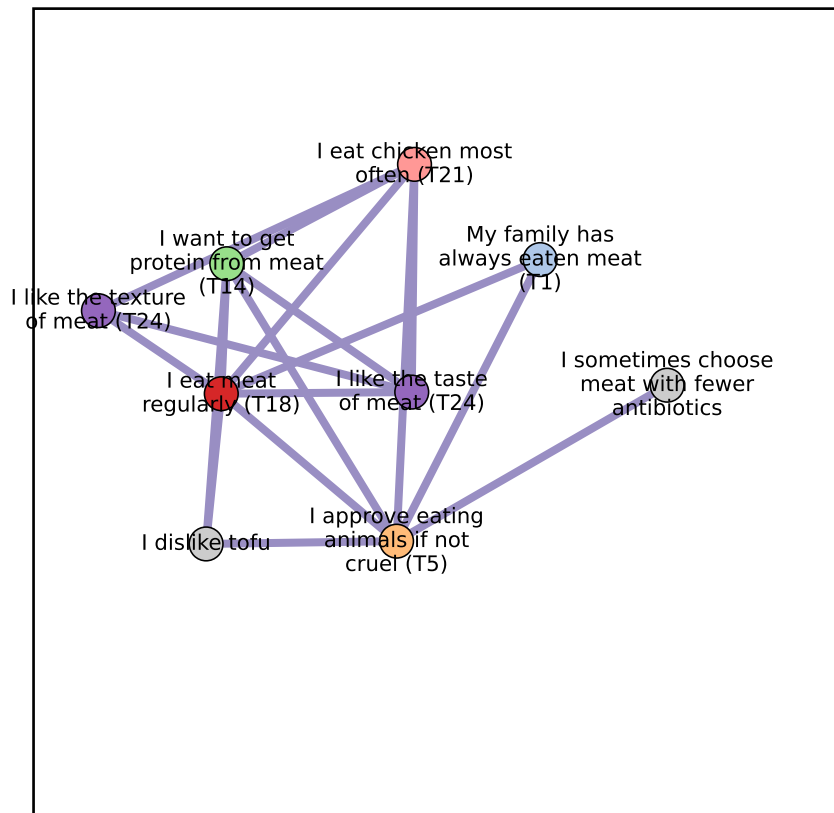 I eat chicken most
often (T21)
I want to get
protein from meat
(T14)
My family has
always eaten meat
(T1)
I like the texture
of meat (T24)
I eat meat
regularly (T18)
I like the taste
of meat (T24)
I sometimes choose
meat with fewer
antibiotics
I dislike tofu
I approve eating
animals if not
cruel (T5)